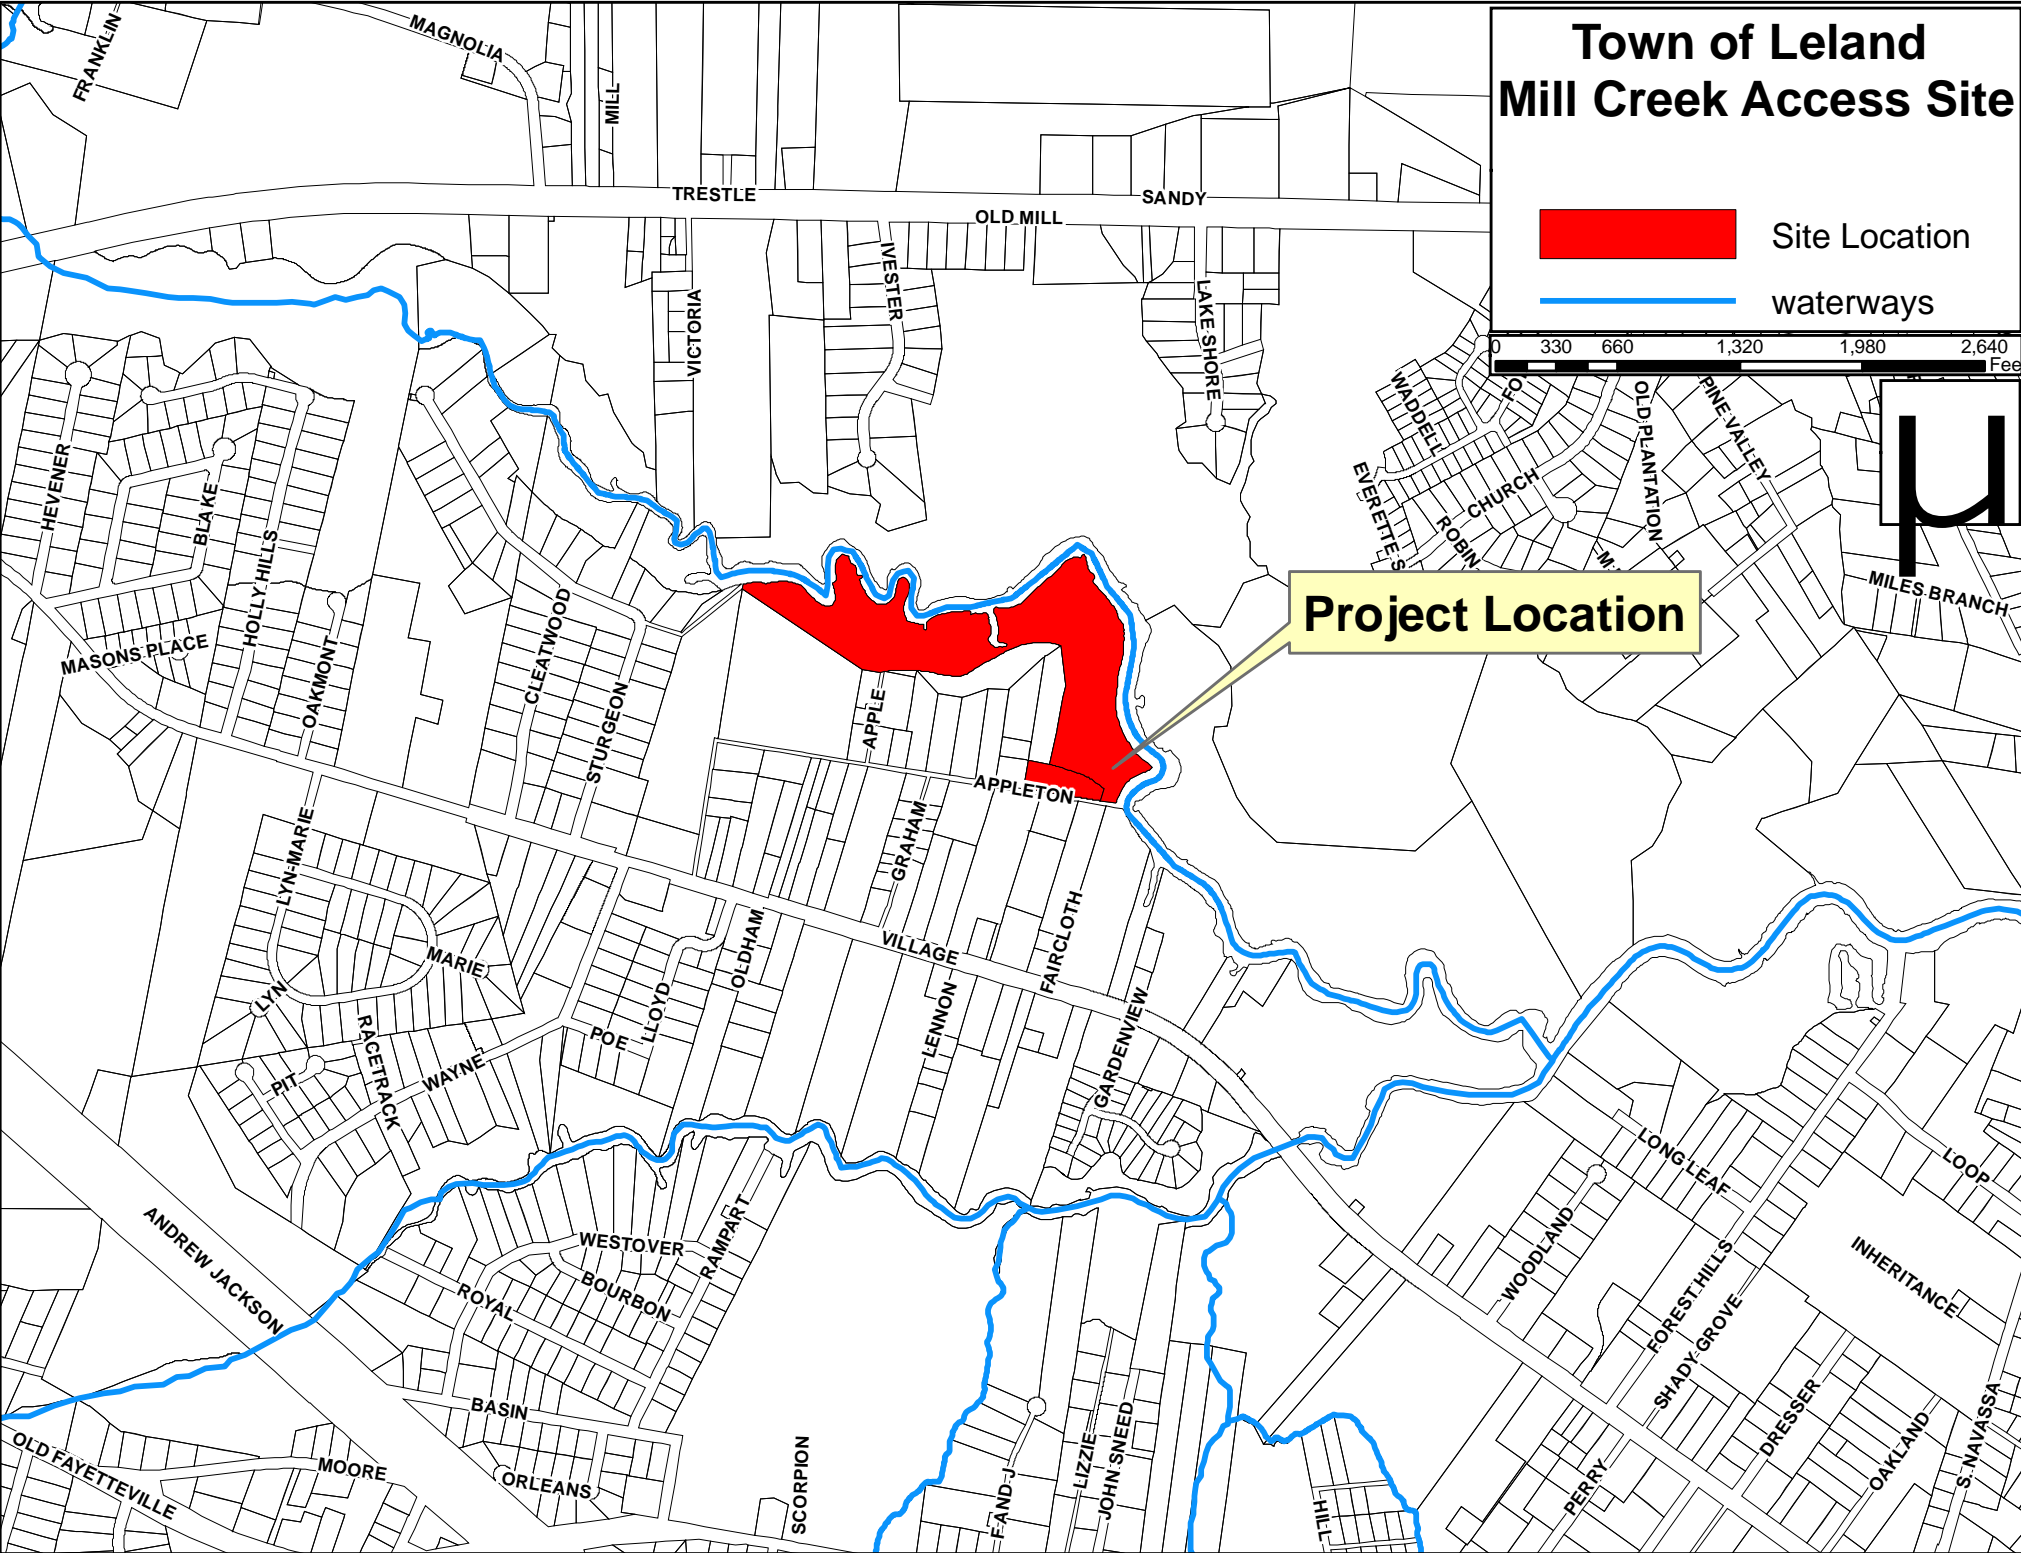 Town of Leland
Mill Creek Access Site
Site Location
waterways
0 330 660 1,320 1,980 2,640
Feet
µ
Project Location
FRANKLIN
MAGNOLIA
MILL
TRESTLE
SANDY
OLD MILL
IVESTER
VICTORIA
LAKE SHORE
WADDELL
OLD PLANTATION
PINE VALLEY
EVERETTE S
CHURCH
ROBIN
MILES BRANCH
HEVENER
BLAKE
HOLLY HILLS
MASONS PLACE
OAKMONT
CLEATWOOD
STURGEON
APPLE
APPLETON
GRAHAM
LYN-MARIE
MARIE
LYN
OLDHAM
VILLAGE
FAIRCLOTH
LLOYD
POE
LENNON
GARDENVIEW
RACETRACK
PIT
WAYNE
LONG LEAF
LOOP
ANDREW JACKSON
WESTOVER
RAMPART
BOURBON
ROYAL
WOODLAND
INHERITANCE
FOREST HILLS
SHADY GROVE
BASIN
DRESSER
OAKLAND
S. NAVASSA
OLD FAYETTEVILLE
MOORE
ORLEANS
SCORPION
F AND J
LIZZIE
JOHN SNEED
HILL
PERRY